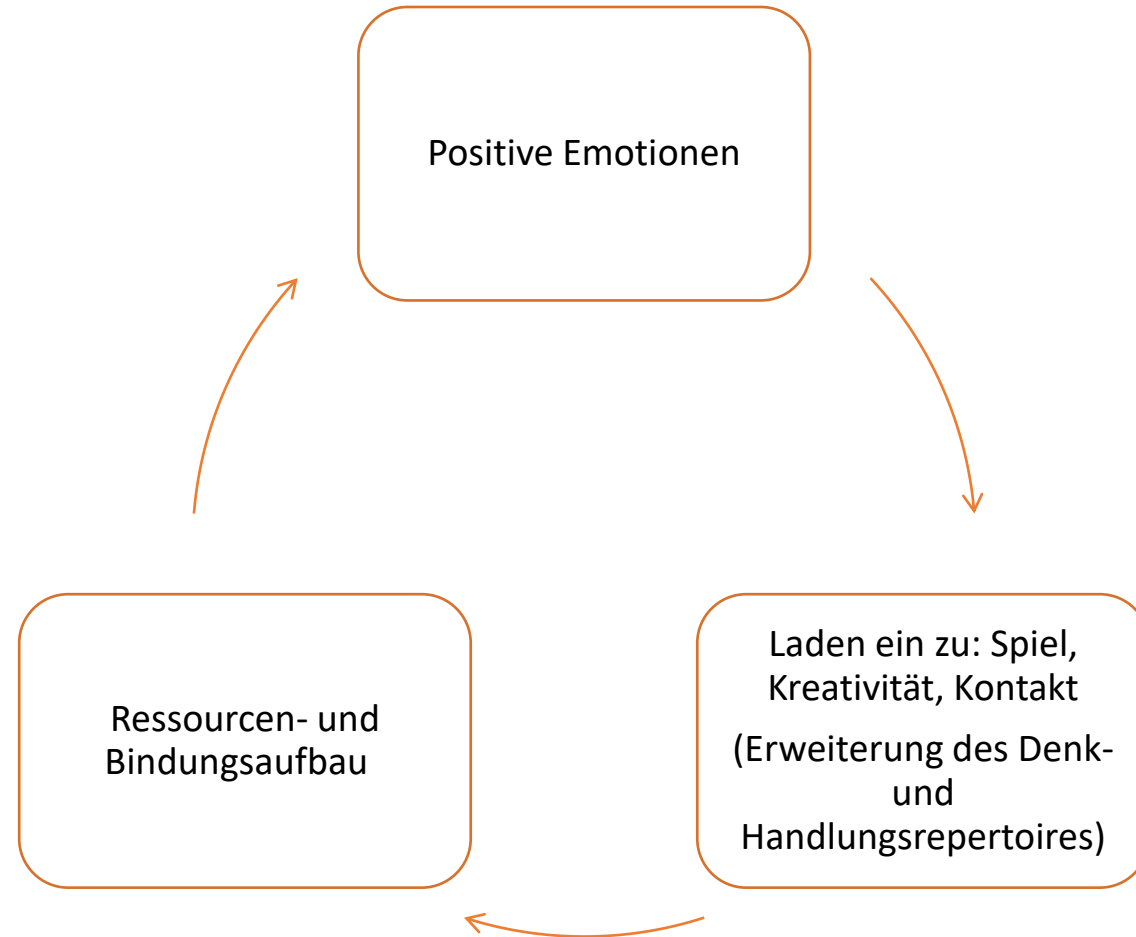 Positive Emotionen
Laden ein zu: Spiel,
Kreativität, Kontakt
(Erweiterung des Denk-
und
Handlungsrepertoires)
Ressourcen- und
Bindungsaufbau